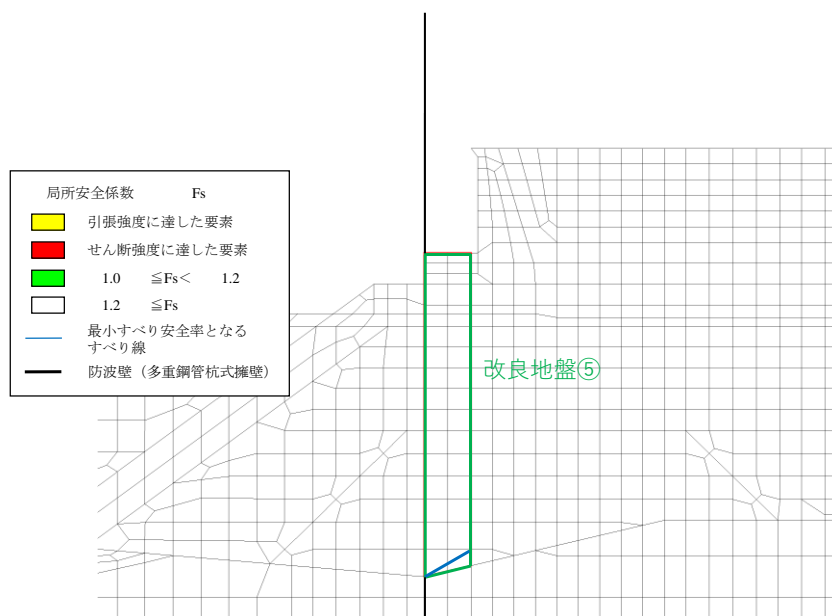 局所安全係数 Fs
引張強度に達した要素
せん断強度に達した要素
1.0 ≦Fs< 1.2
1.2 ≦Fs
最小すべり安全率となる
すべり線
防波壁（多重鋼管杭式擁壁）
改良地盤⑤